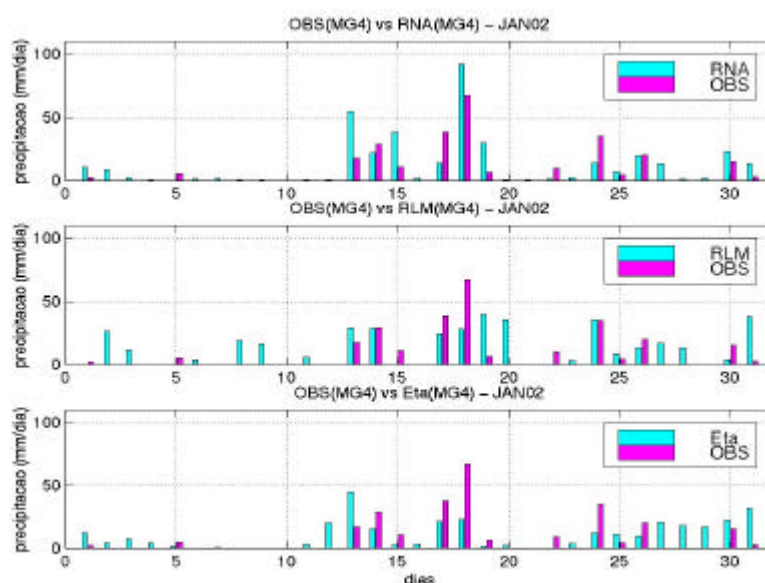 OBS(MG4) vs RNA(MG4) – JAN02
precipitacao (mm/dia)
100
50
0
RNA
OBS
0 5 10 15 20 25 30
OBS(MG4) vs RLM(MG4) – JAN02
precipitacao (mm/dia)
100
50
0
RLM
OBS
0 5 10 15 20 25 30
OBS(MG4) vs Eta(MG4) – JAN02
precipitacao (mm/dia)
100
50
0
Eta
OBS
0 5 10 15 20 25 30
dias